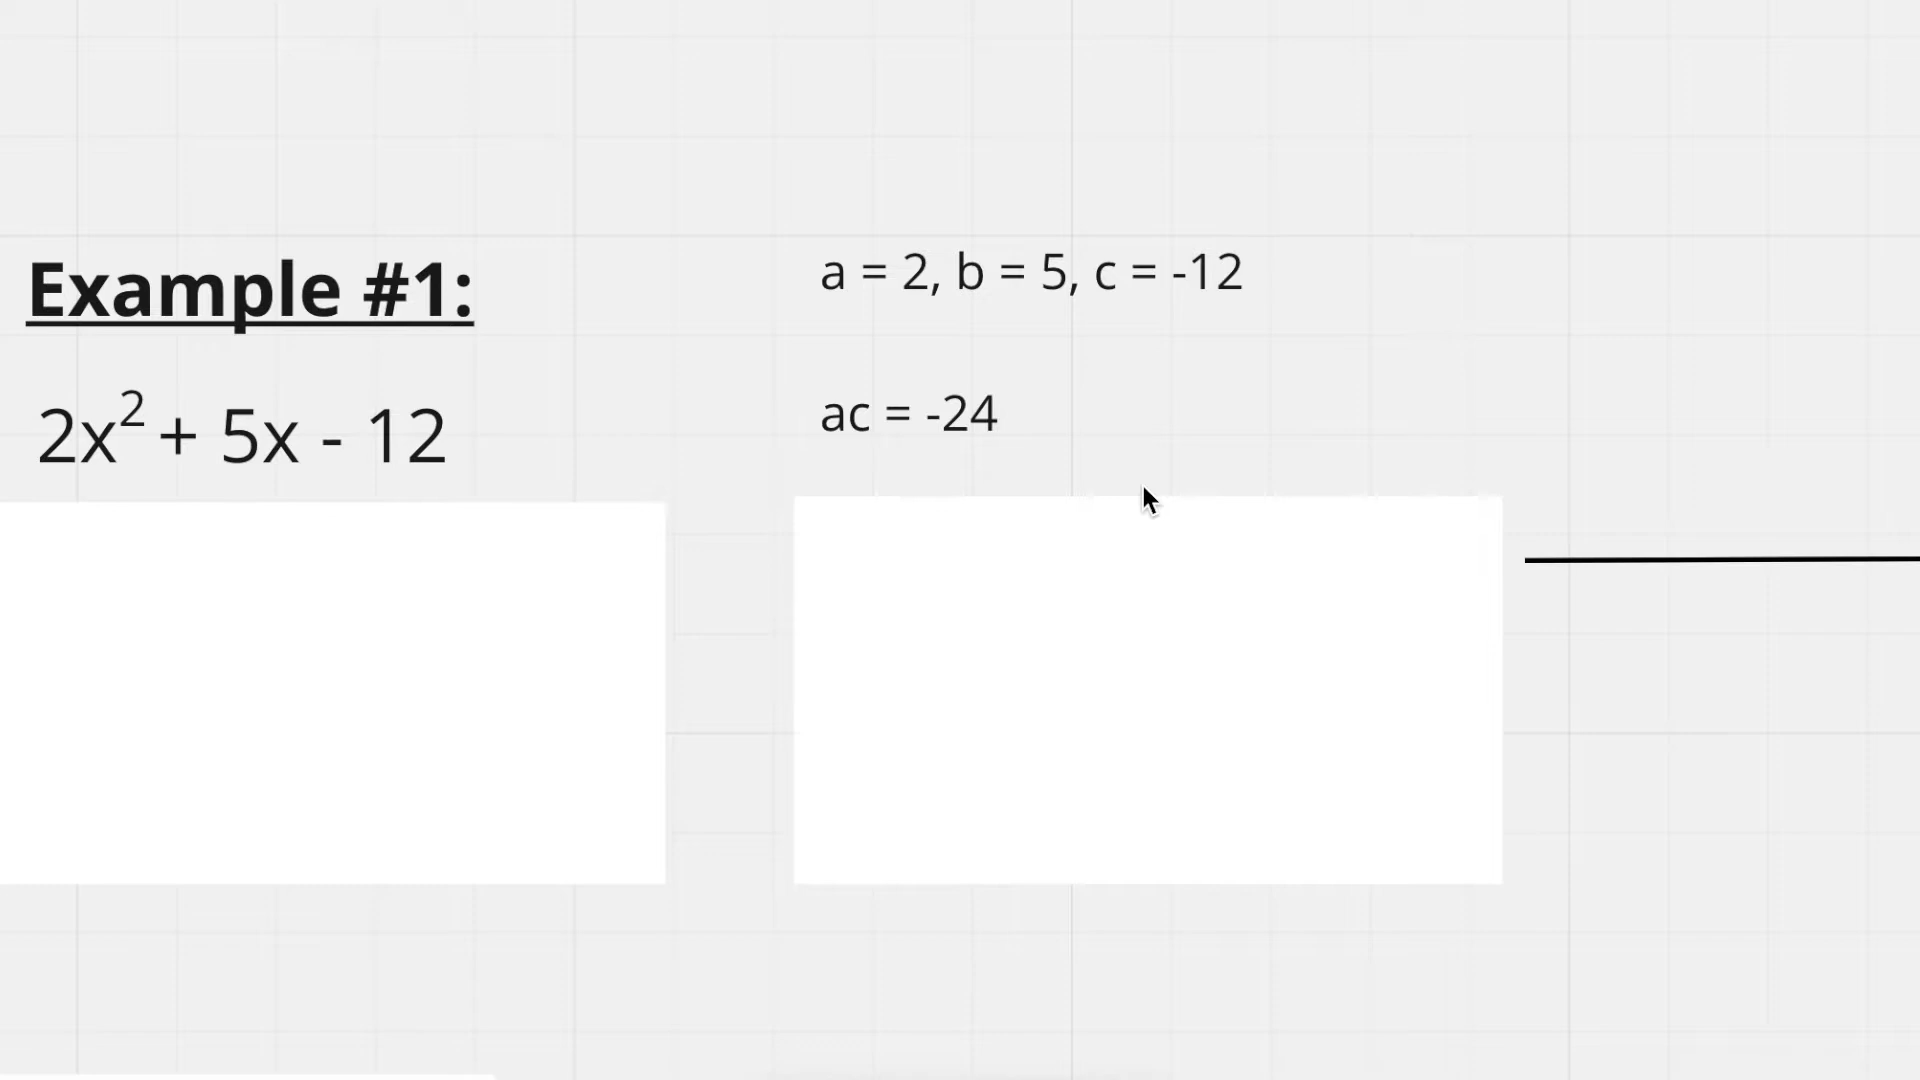 Example #1:
2x² + 5x - 12
a = 2, b = 5, c = -12
ac = -24